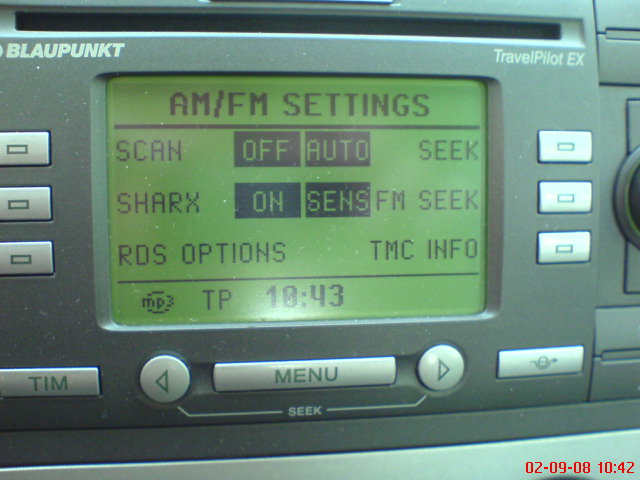 BLAUPUNKT
TravelPilot EX
AM/FM SETTINGS
SCAN OFF AUTO SEEK
SHARX ON SENS FM SEEK
RDS OPTIONS TMC INFO
mp3 TP 10:43
TIM MENU
SEEK
02-09-08 10:42